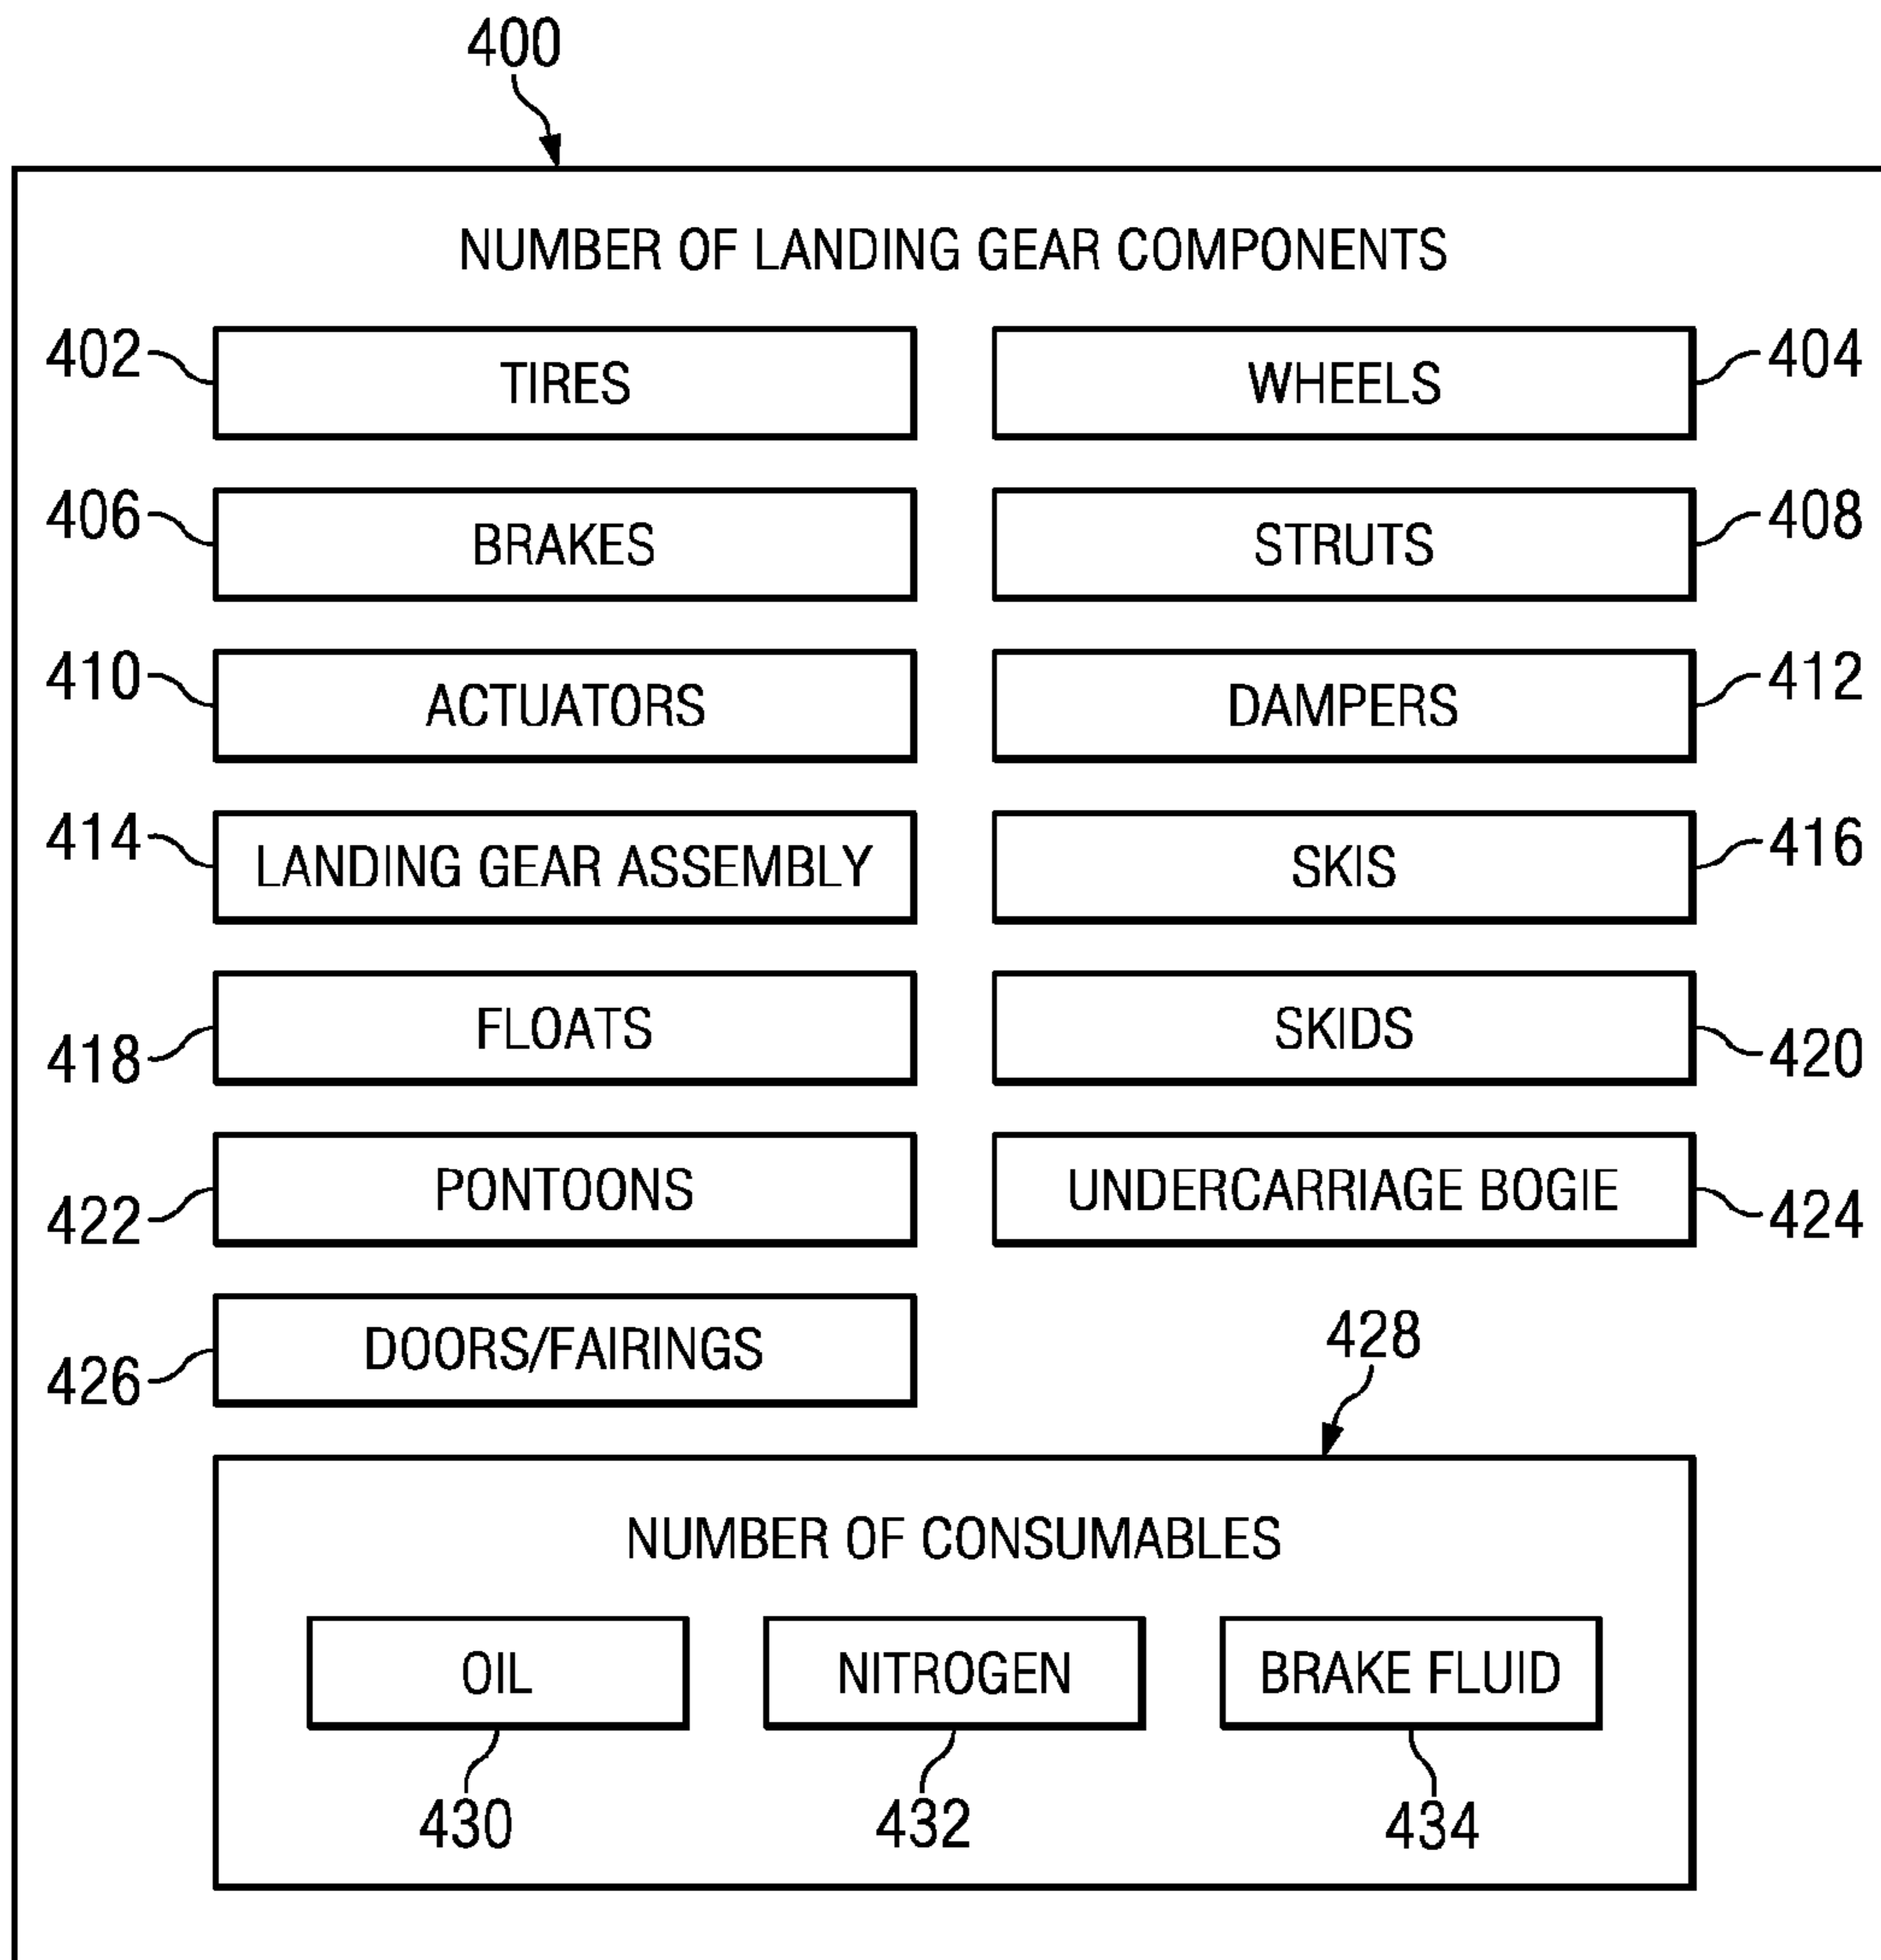 400
NUMBER OF LANDING GEAR COMPONENTS
402 TIRES WHEELS 404
406 BRAKES STRUTS 408
410 ACTUATORS DAMPERS 412
414 LANDING GEAR ASSEMBLY SKIS 416
418 FLOATS SKIDS 420
422 PONTOONS UNDERCARRIAGE BOGIE 424
426 DOORS/FAIRINGS 428
NUMBER OF CONSUMABLES
OIL NITROGEN BRAKE FLUID
430 432 434